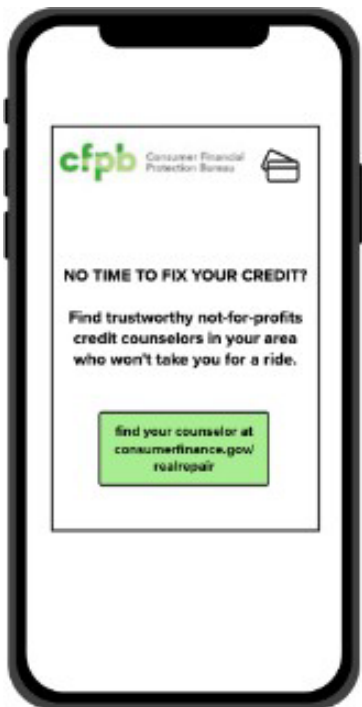 cfpb Consumer Financial
Protection Bureau
NO TIME TO FIX YOUR CREDIT?
Find trustworthy not-for-profits
credit counselors in your area
who won't take you for a ride.
find your counselor at
consumerfinance.gov/
realrepair